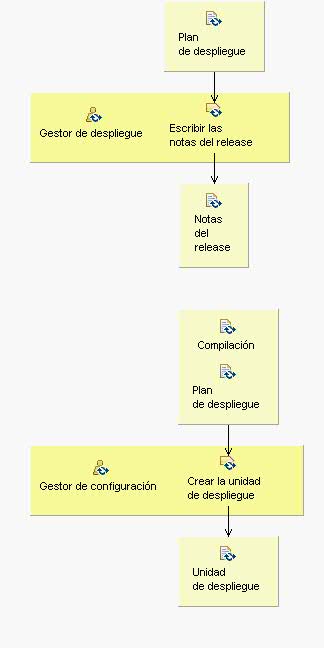 Plan
de despliegue
Gestor de despliegue
Escribir las
notas del release
Notas
del
release
Compilación
Plan
de despliegue
Gestor de configuración
Crear la unidad
de despliegue
Unidad
de despliegue